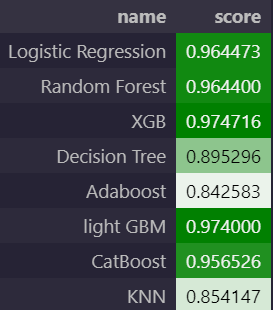 name score
Logistic Regression 0.964473
Random Forest 0.964400
XGB 0.974716
Decision Tree 0.895296
Adaboost 0.842583
light GBM 0.974000
CatBoost 0.956526
KNN 0.854147